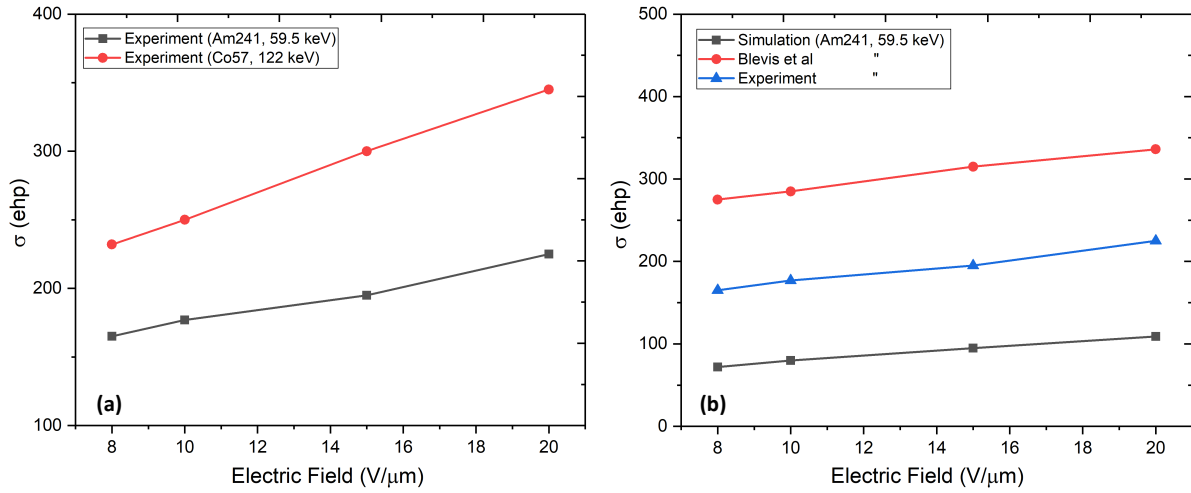 400
300
200
100
σ (ehp)
Experiment (Am241, 59.5 keV)
Experiment (Co57, 122 keV)
(a)
8 10 12 14 16 18 20
Electric Field (V/μm)
500
400
300
200
100
0
σ (ehp)
Simulation (Am241, 59.5 keV)
Blevis et al "
Experiment "
(b)
8 10 12 14 16 18 20
Electric Field (V/μm)